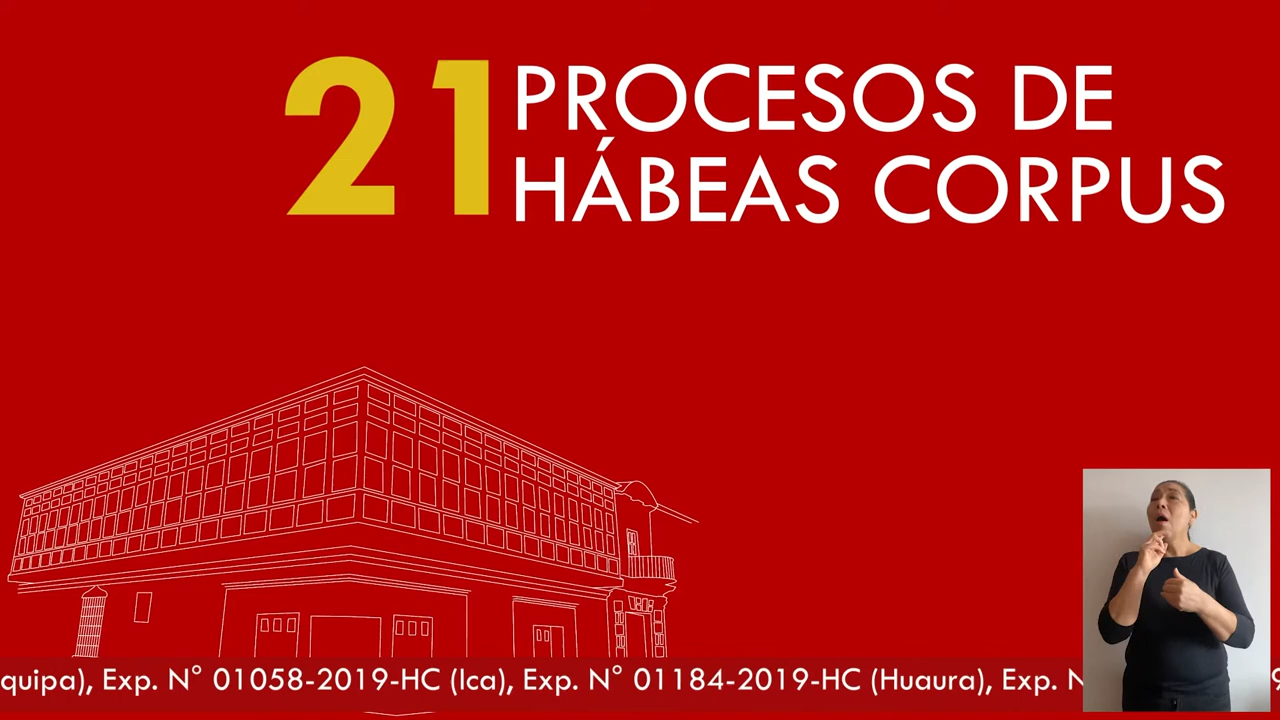 21 PROCESOS DE
HÁBEAS CORPUS
quipa), Exp. N° 01058-2019-HC (Ica), Exp. N° 01184-2019-HC (Huaura), Exp. N